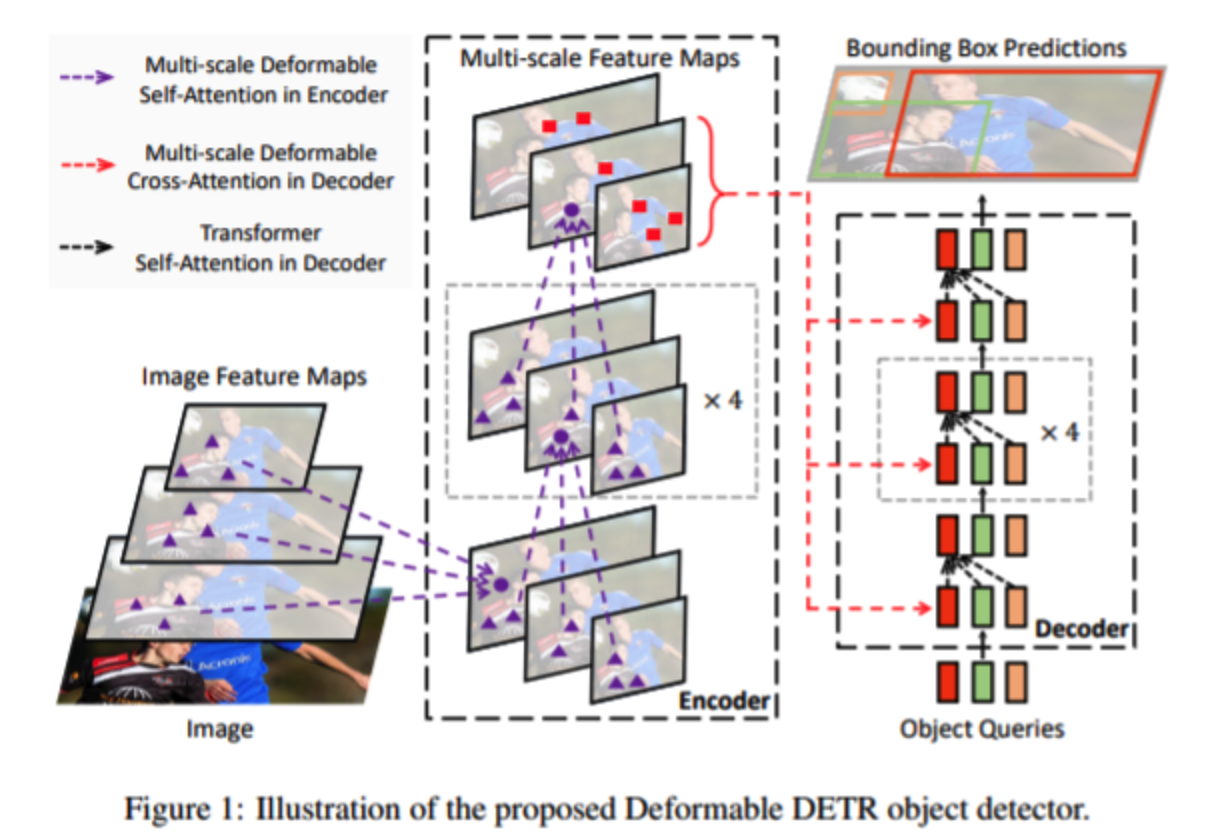 Multi-scale Deformable
Self-Attention in Encoder
Multi-scale Deformable
Cross-Attention in Decoder
Transformer
Self-Attention in Decoder
Image Feature Maps
Image
Multi-scale Feature Maps
× 4
Encoder
Bounding Box Predictions
× 4
Decoder
Object Queries
Figure 1: Illustration of the proposed Deformable DETR object detector.